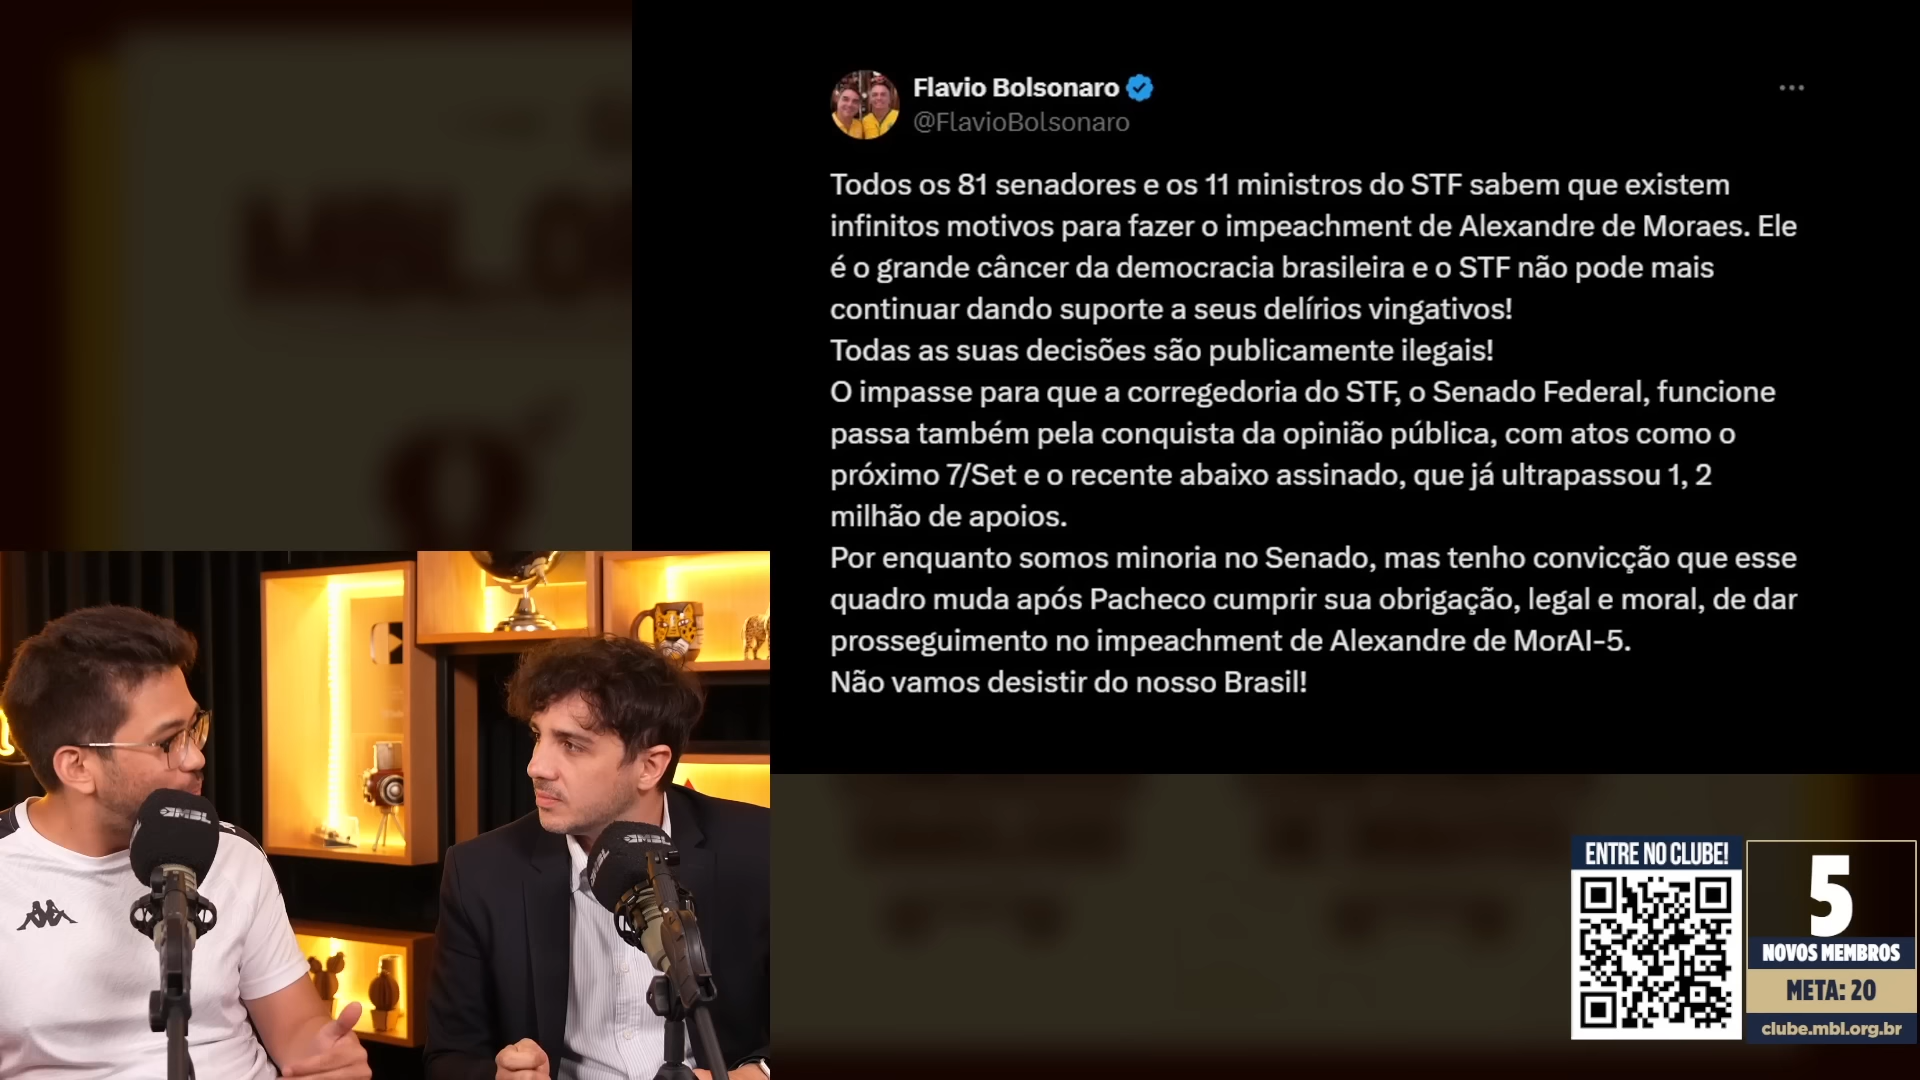 Flavio Bolsonaro
@FlavioBolsonaro
Todos os 81 senadores e os 11 ministros do STF sabem que existem
infinitos motivos para fazer o impeachment de Alexandre de Moraes. Ele
é o grande câncer da democracia brasileira e o STF não pode mais
continuar dando suporte a seus delírios vingativos!
Todas as suas decisões são publicamente ilegais!
O impasse para que a corregedoria do STF, o Senado Federal, funcione
passa também pela conquista da opinião pública, com atos como o
próximo 7/Set e o recente abaixo assinado, que já ultrapassou 1, 2
milhão de apoios.
Por enquanto somos minoria no Senado, mas tenho convicção que esse
quadro muda após Pacheco cumprir sua obrigação, legal e moral, de dar
prosseguimento no impeachment de Alexandre de MorAI-5.
Não vamos desistir do nosso Brasil!
MBL
MBL
ENTRE NO CLUBE!
5
NOVOS MEMBROS
META: 20
clube.mbl.org.br